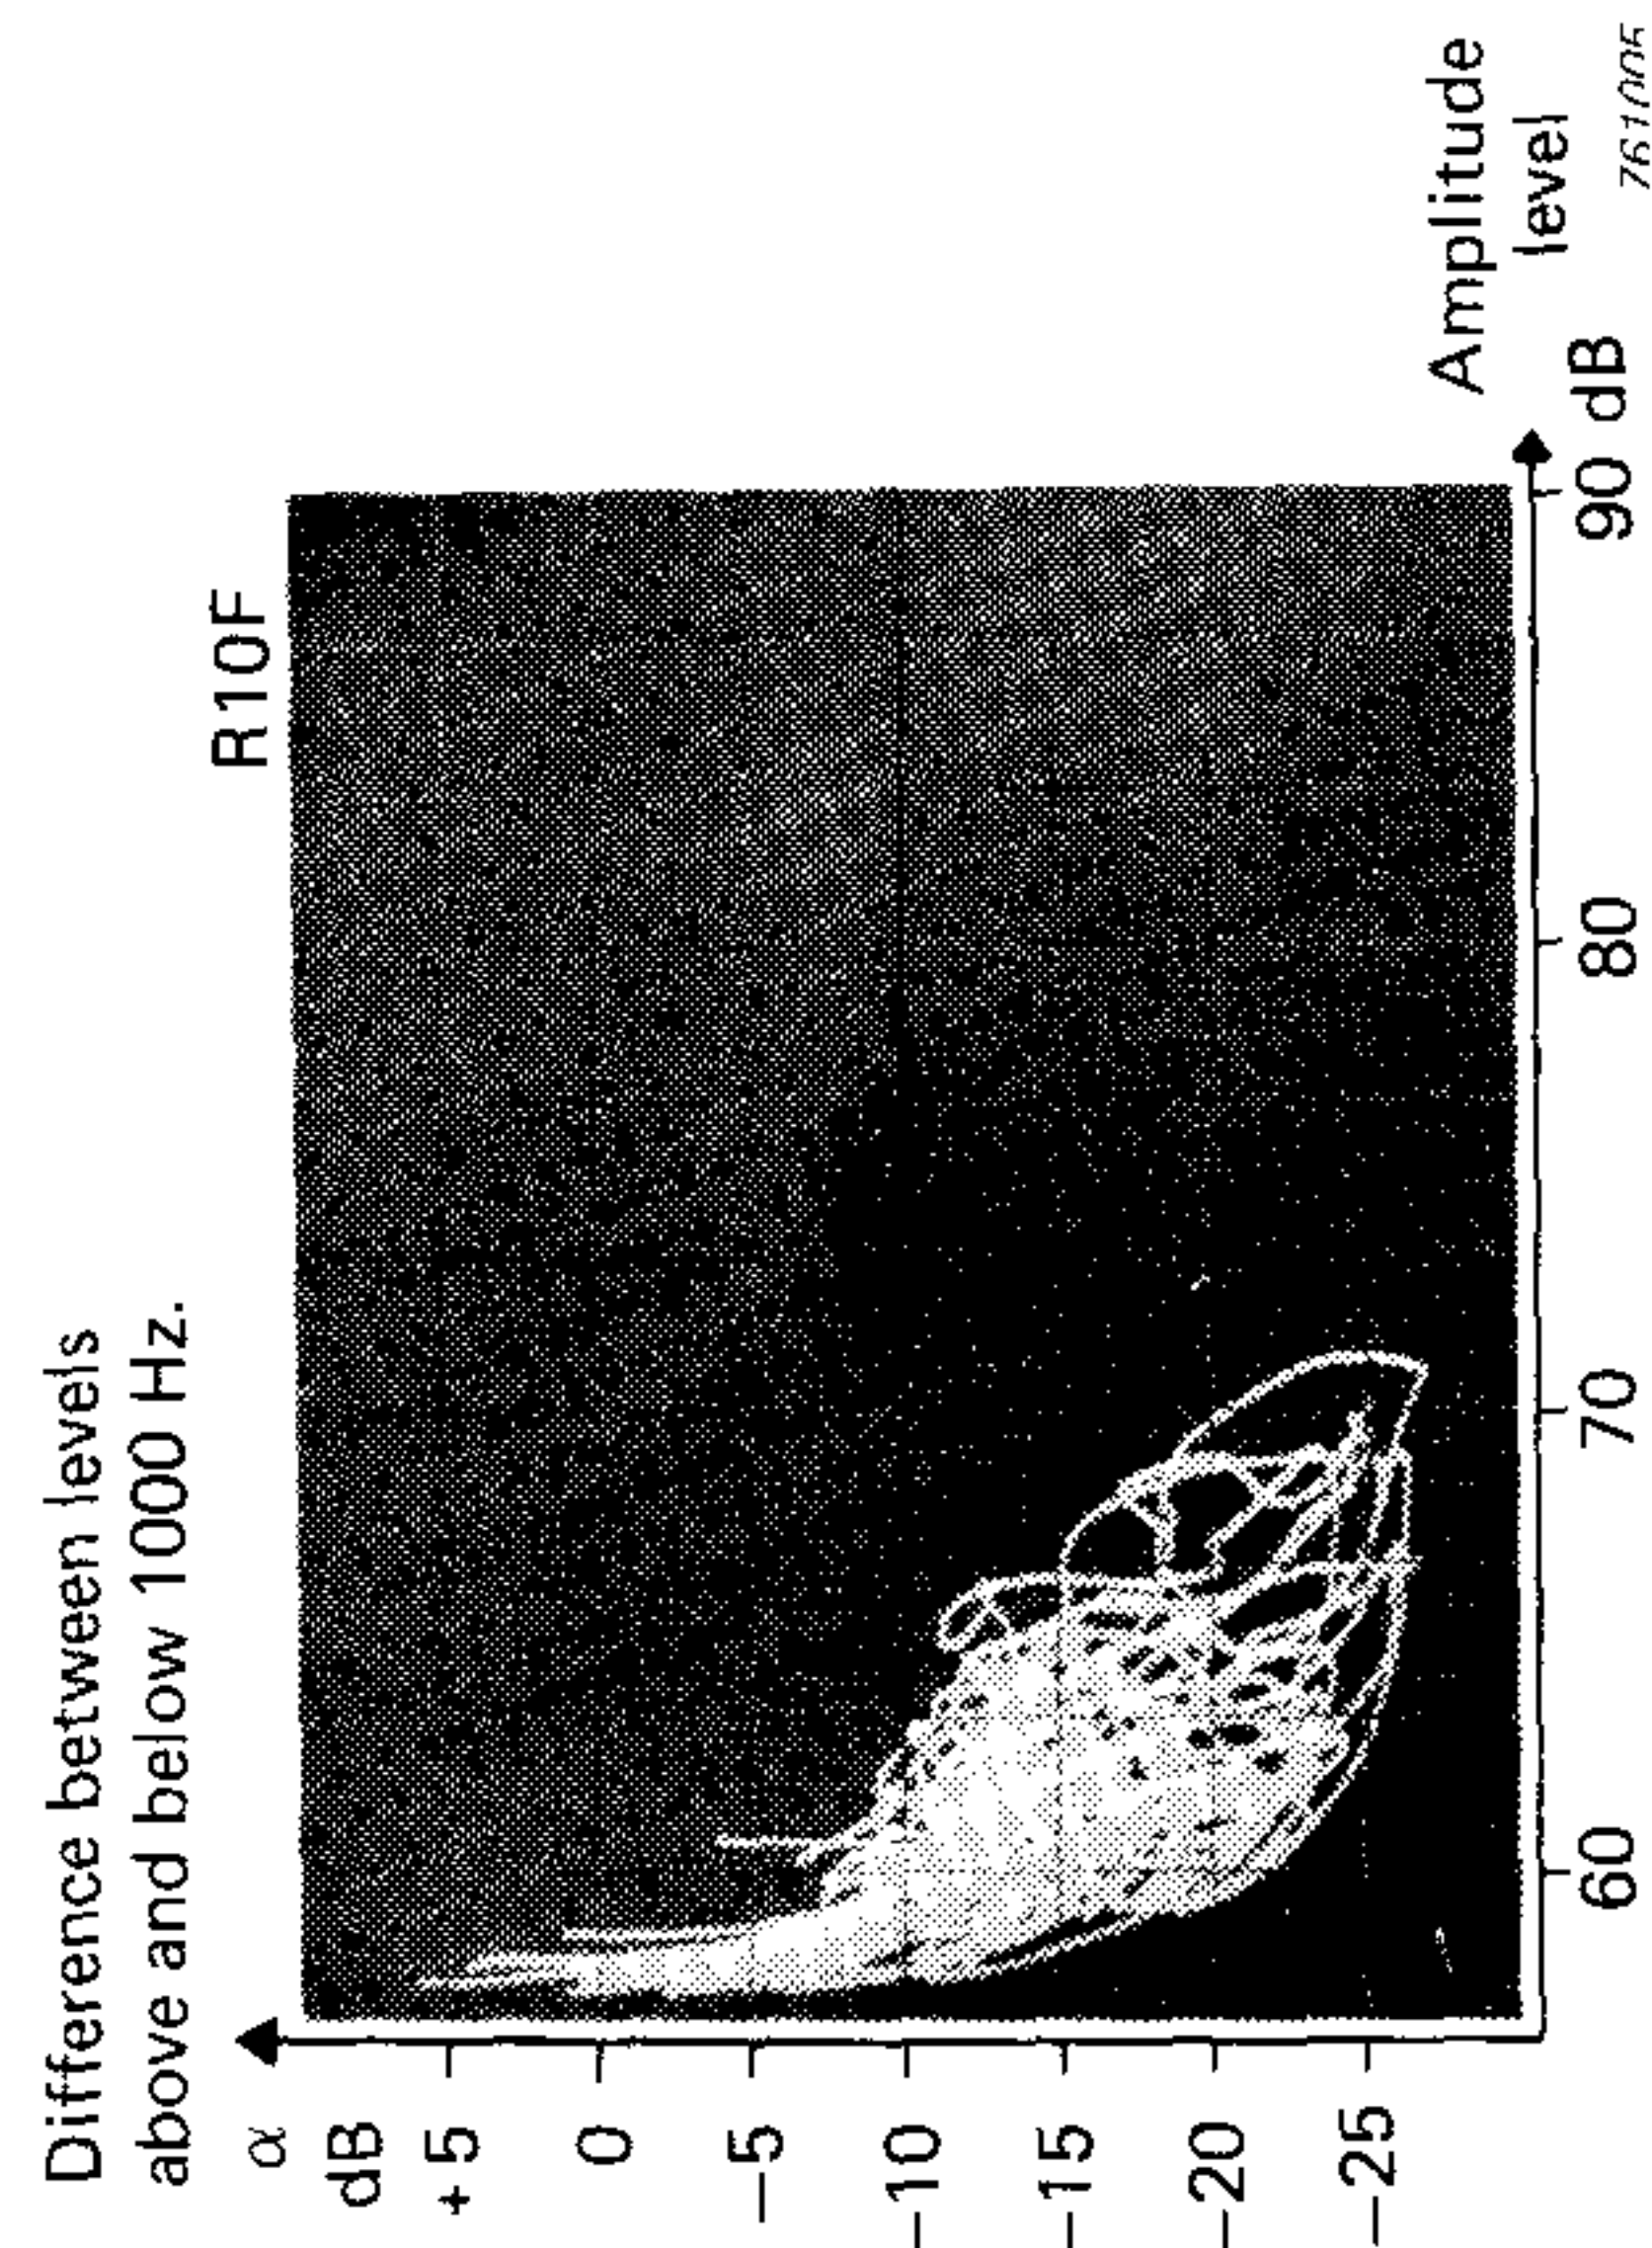 Difference between levels
above and below 1000 Hz.
R10F
α
dB
+5
0
−5
−10
−15
−20
−25
60
70
80
90 dB
Amplitude
level